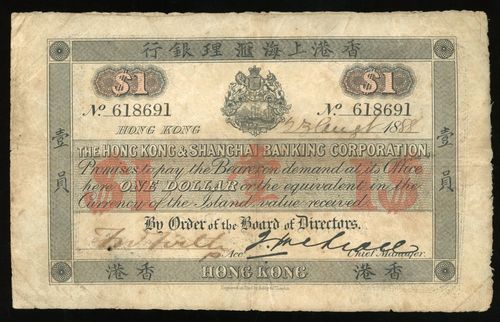 行銀理滙海上港香
$1 $1
No 618691 No 618691
HONG KONG 1888
THE HONG KONG & SHANGHAI BANKING CORPORATION,
Promises to pay the Bearer on demand at its Office
here ONE DOLLAR or the equivalent in the
Currency of the Island value received.
By Order of the Board of Directors.
Acct Chief Manager.
港香 港香
HONG KONG
壹員
壹員